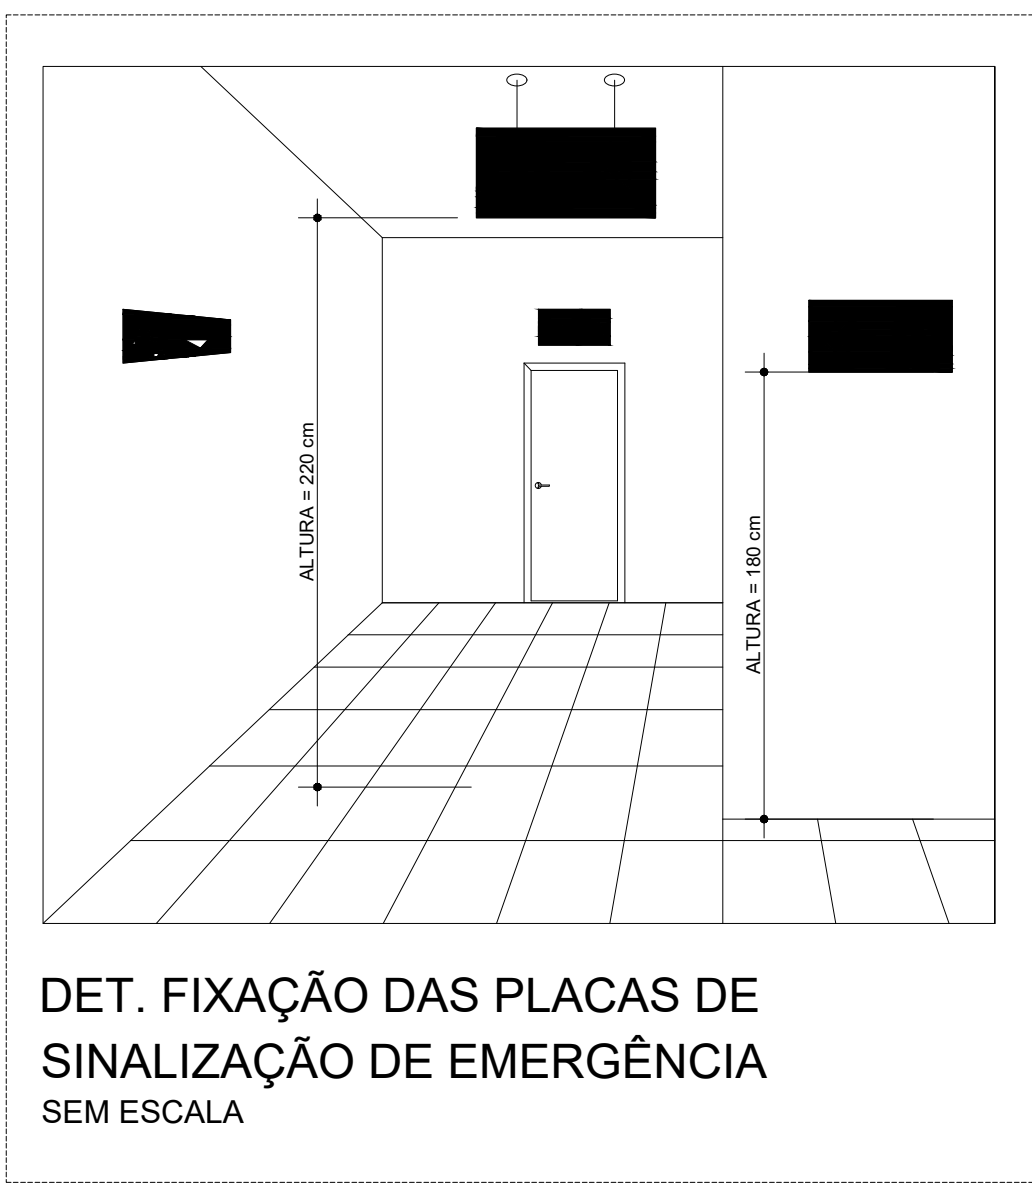 ALTURA = 220 cm
ALTURA = 180 cm
DET. FIXAÇÃO DAS PLACAS DE
SINALIZAÇÃO DE EMERGÊNCIA
SEM ESCALA